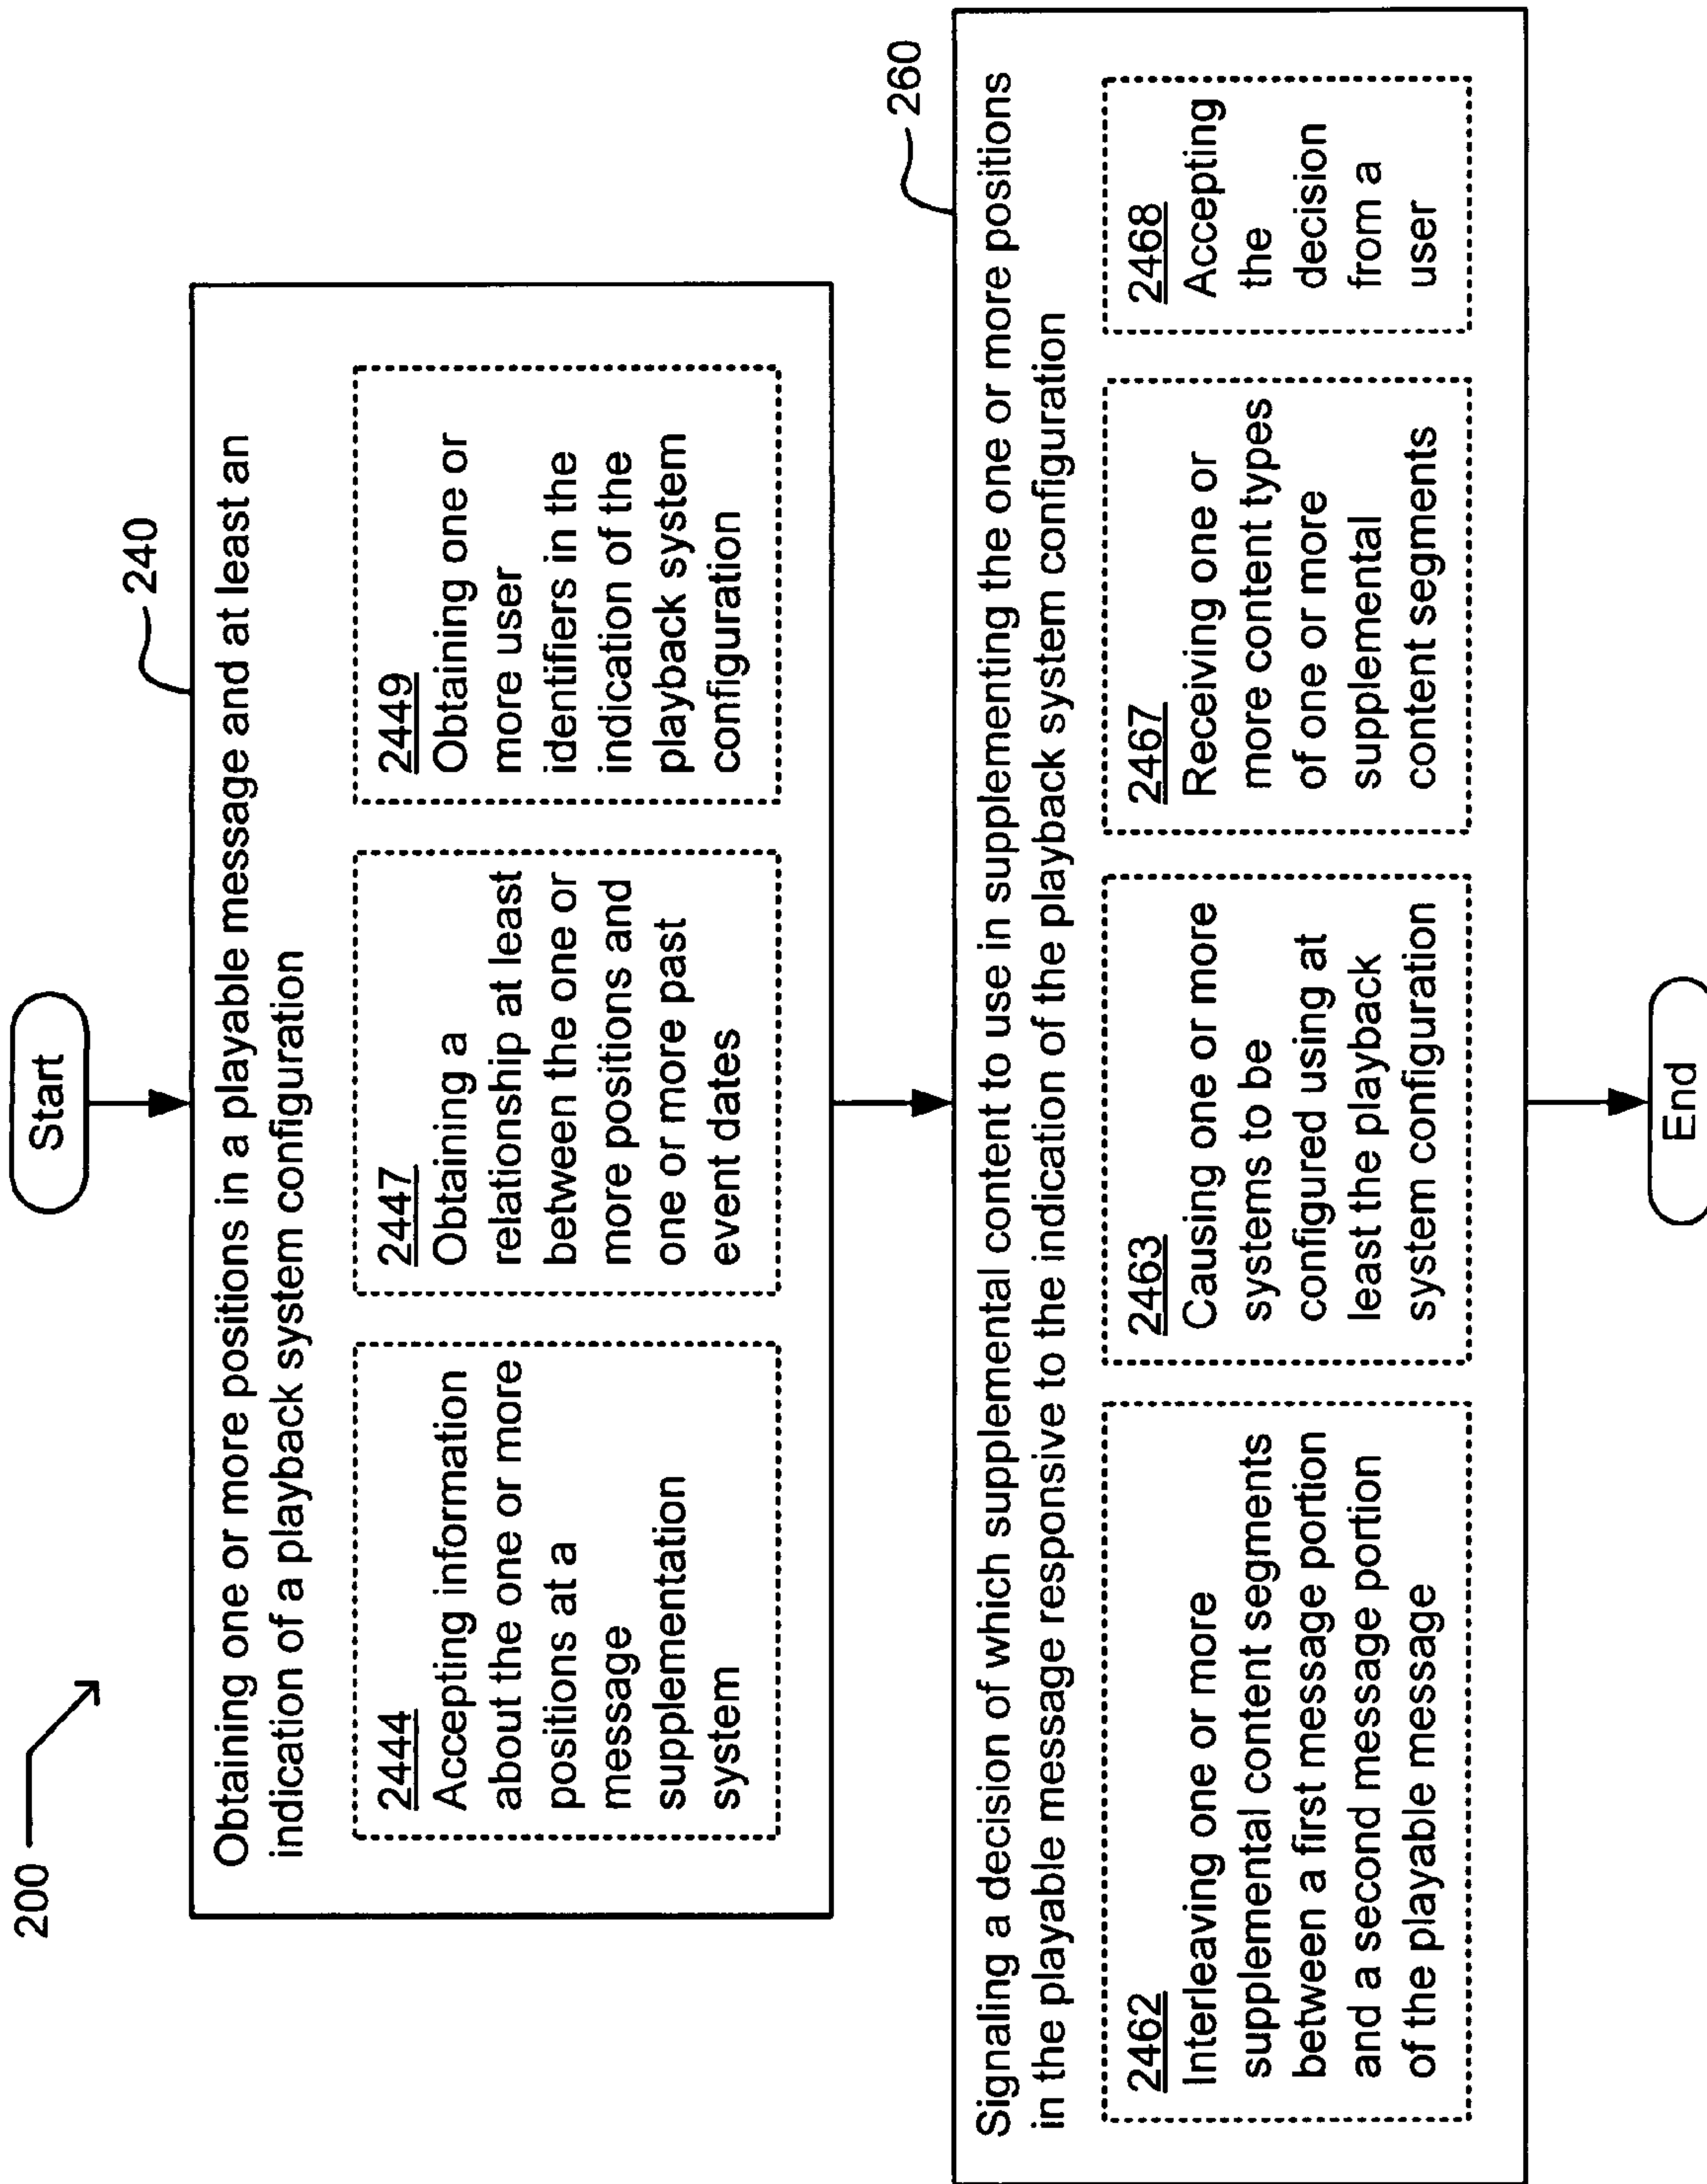 200
Start
240
Obtaining one or more positions in a playable message and at least an
indication of a playback system configuration
2444
Accepting information
about the one or more
positions at a
message
supplementation
system
2447
Obtaining a
relationship at least
between the one or
more positions and
one or more past
event dates
2449
Obtaining one or
more user
identifiers in the
indication of the
playback system
configuration
260
Signaling a decision of which supplemental content to use in supplementing the one or more positions
in the playable message responsive to the indication of the playback system configuration
2462
Interleaving one or more
supplemental content segments
between a first message portion
and a second message portion
of the playable message
2463
Causing one or more
systems to be
configured using at
least the playback
system configuration
2467
Receiving one or
more content types
of one or more
supplemental
content segments
2468
Accepting
the
decision
from a
user
End